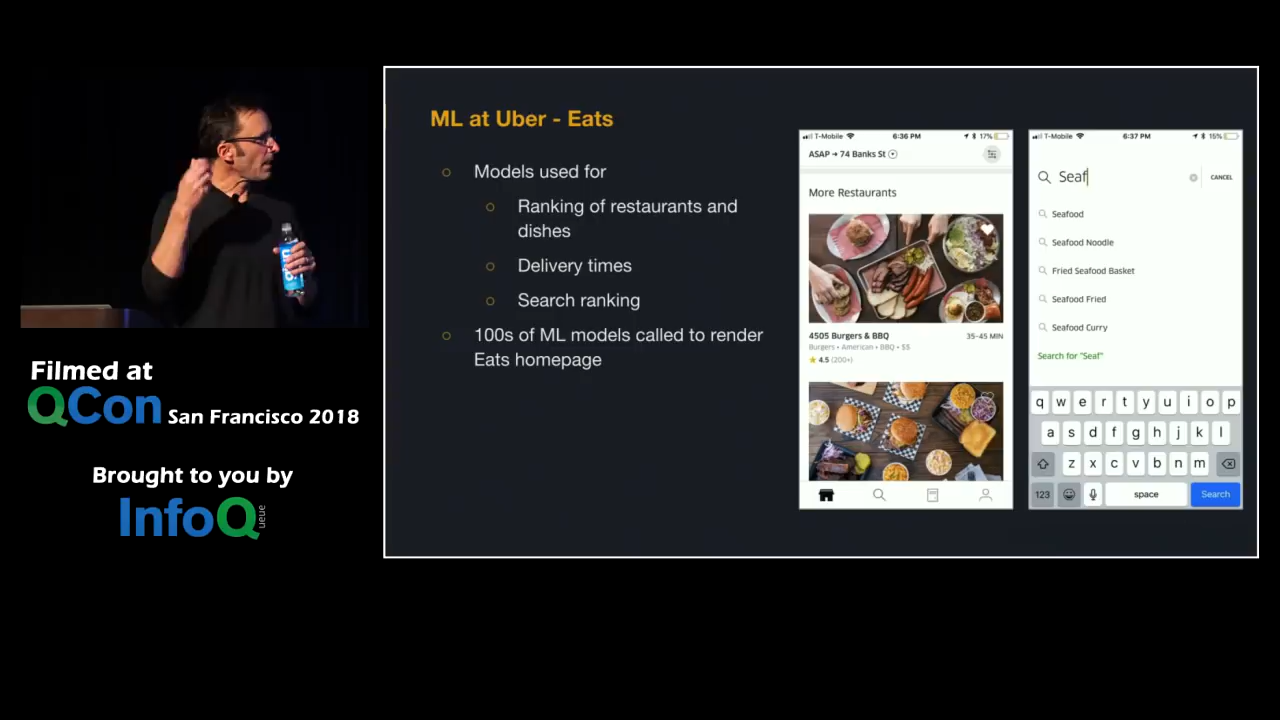 ML at Uber - Eats
Models used for
Ranking of restaurants and
dishes
Delivery times
Search ranking
100s of ML models called to render
Eats homepage
T-Mobile 6:36 PM 17%
ASAP → 74 Banks St
More Restaurants
4505 Burgers & BBQ 35–45 MIN
Burgers • American • BBQ • $$
4.5 (200+)
T-Mobile 6:37 PM 15%
Seaf CANCEL
Seafood
Seafood Noodle
Fried Seafood Basket
Seafood Fried
Seafood Curry
Search for "Seaf"
q w e r t y u i o p
a s d f g h j k l
z x c v b n m
123 space Search
Filmed at
QCon San Francisco 2018
Brought to you by
InfoQ